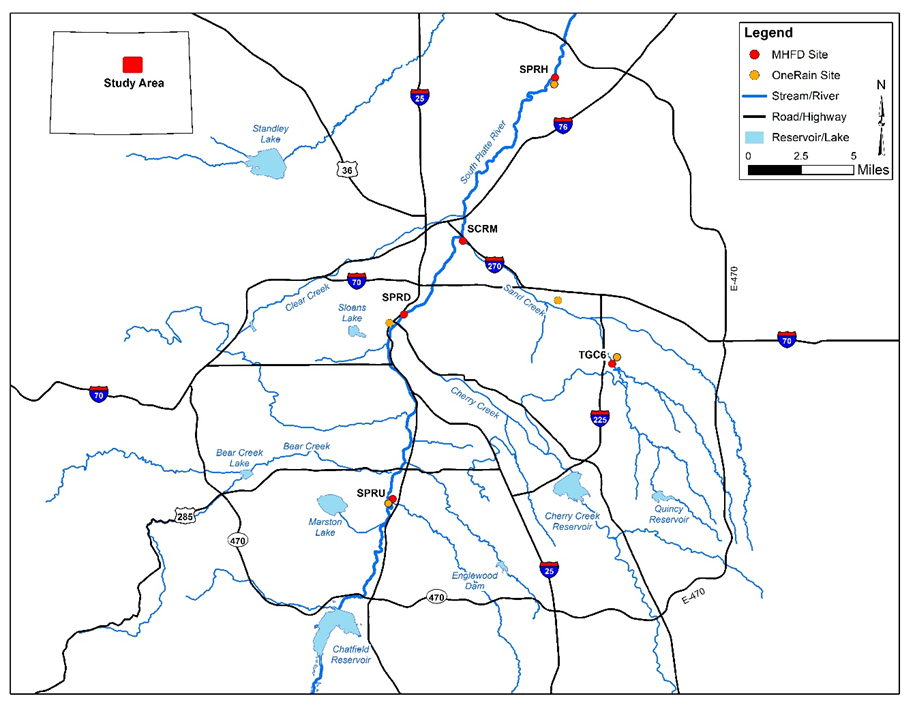 Study Area
Legend
MHFD Site
OneRain Site
Stream/River
Road/Highway
Reservoir/Lake
N
0 2.5 5
Miles
SPRH
25
76
South Platte River
Standley
Lake
36
SCRM
270
70
Clear Creek
Sloans
Lake
SPRD
Sand Creek
E-470
70
TGC6
70
Cherry Creek
225
Bear Creek
Lake
Bear Creek
SPRU
Marston
Lake
Cherry Creek
Reservoir
Quincy
Reservoir
285
470
Englewood
Dam
25
470
E-470
Chatfield
Reservoir